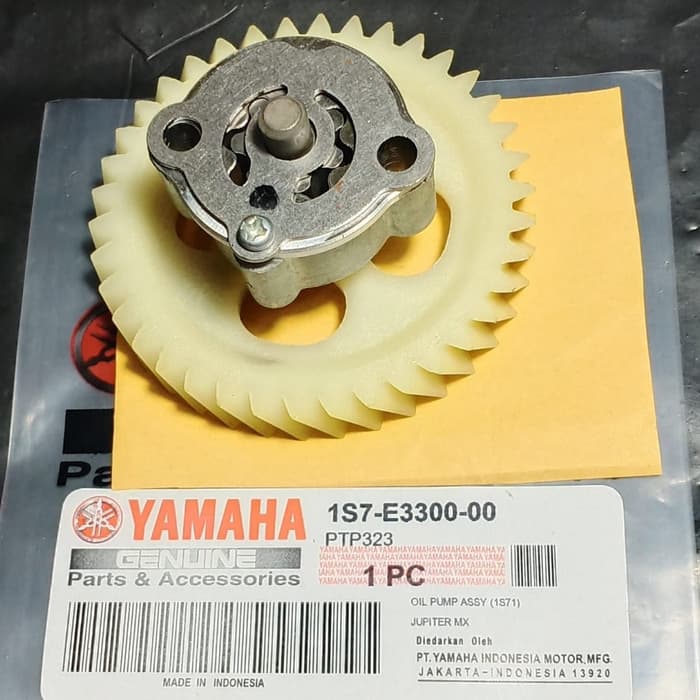 Pa
YAMAHA
GENUINE
Parts & Accessories
1S7-E3300-00
PTP323
YAMAHA YAMAHA YAMAHA YAMAHA YAMAHA YAMAHA
1 PC
OIL PUMP ASSY (1S71)
JUPITER MX
Diedarkan Oleh
PT.YAMAHA INDONESIA MOTOR.MFG.
JAKARTA-INDONESIA 13920
MADE IN INDONESIA